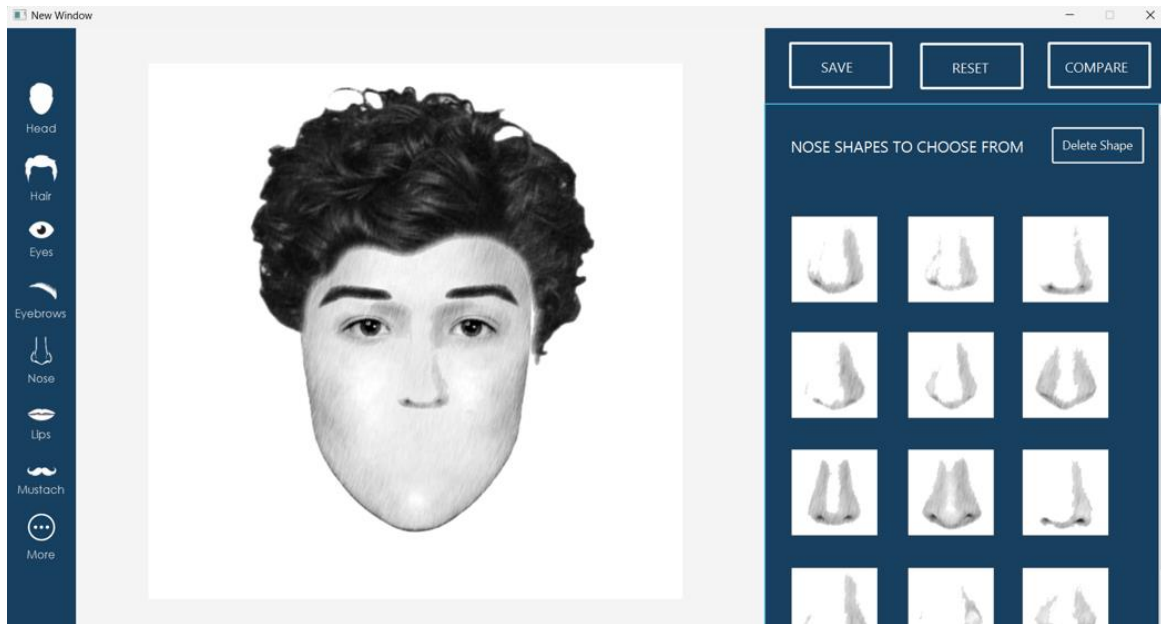 New Window
Head
Hair
Eyes
Eyebrows
Nose
Lips
Mustach
More
SAVE
RESET
COMPARE
NOSE SHAPES TO CHOOSE FROM
Delete Shape